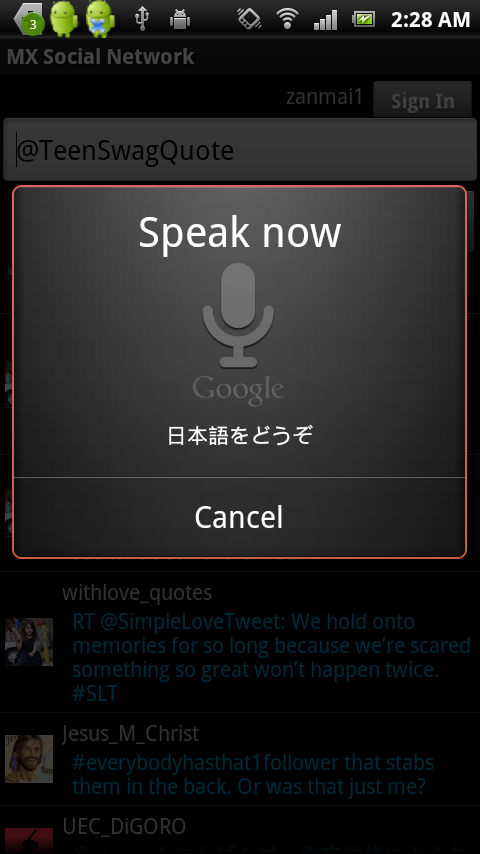 3
2:28 AM
MX Social Network
zanmai1
Sign In
@TeenSwagQuote
Speak now
Google
日本語をどうぞ
Cancel
withlove_quotes
RT @SimpleLoveTweet: We hold onto
memories for so long because we’re scared
something so great won’t happen twice.
#SLT
Jesus_M_Christ
#everybodyhasthat1follower that stabs
them in the back. Or was that just me?
UEC_DiGORO